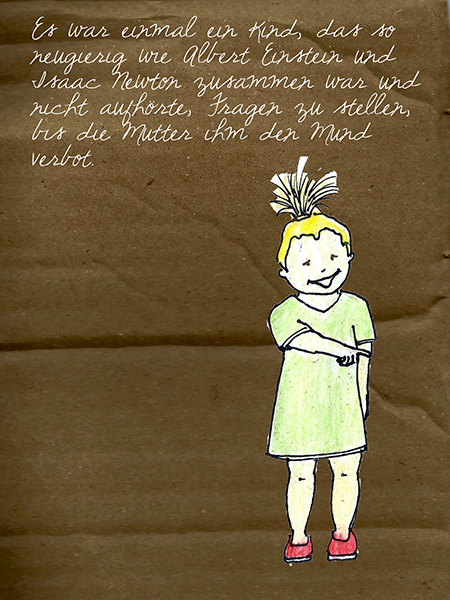 Es war einmal ein Kind, das so
neugierig wie Albert Einstein und
Isaac Newton zusammen war und
nicht aufhörte, Fragen zu stellen,
bis die Mutter ihm den Mund
verbot.